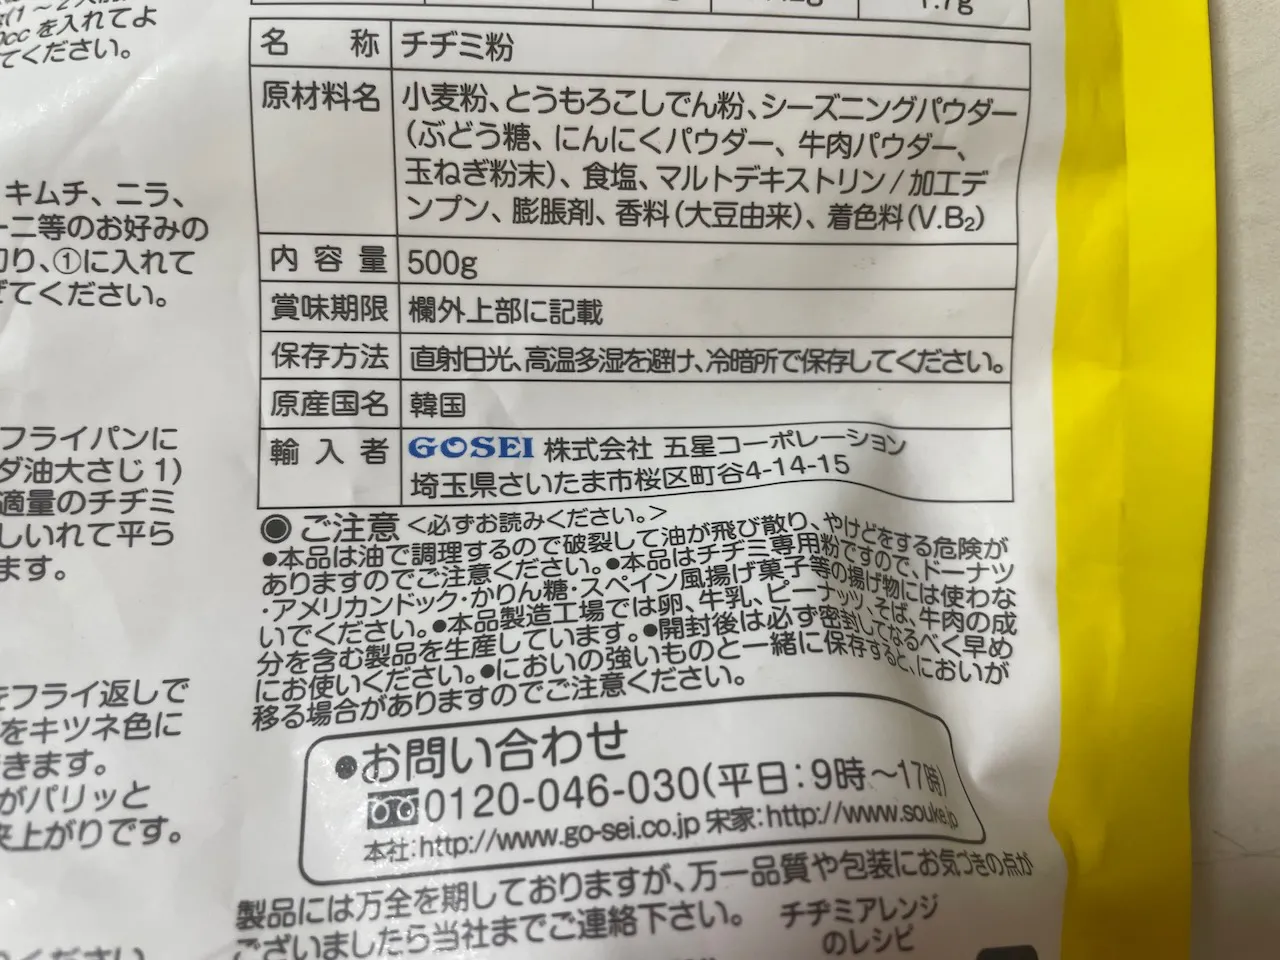 1.7g
ccを入れてよ
てください。
キムチ、ニラ、
等のお好みの
り、①に入れて
てください。
フライパンに
油大さじ1)
適量のチヂミ
しいれて平ら
ます。
をフライ返しで
をキツネ色に
きます。
がパリッと
上がりです。
名称 チヂミ粉
原材料名 小麦粉、とうもろこしでん粉、シーズニングパウダー
(ぶどう糖、にんにくパウダー、牛肉パウダー、
玉ねぎ粉末)、食塩、マルトデキストリン/加工デ
ンプン、膨脹剤、香料(大豆由来)、着色料(V.B₂)
内容量 500g
賞味期限 欄外上部に記載
保存方法 直射日光、高温多湿を避け、冷暗所で保存してください。
原産国名 韓国
輸入者 GOSEI 株式会社 五星コーポレーション
埼玉県さいたま市桜区町谷4-14-15
◉ご注意<必ずお読みください。>
●本品は油で調理するので破裂して油が飛び散り、やけどをする危険が
ありますのでご注意ください。●本品はチヂミ専用粉ですので、ドーナツ
・アメリカンドック・かりん糖・スペイン風揚げ菓子等の揚げ物には使わな
いでください。●本品製造工場では卵、牛乳、ピーナッツ、そば、牛肉の成
分を含む製品を生産しています。●開封後は必ず密封してなるべく早め
にお使いください。●においの強いものと一緒に保存すると、においが
移る場合がありますのでご注意ください。
●お問い合わせ
0120-046-030(平日:9時〜17時)
本社:http://www.go-sei.co.jp 宋家:http://www.souke.jp
製品には万全を期しておりますが、万一品質や包装にお気づきの点が
ございましたら当社までご連絡下さい。
チヂミアレンジ
のレシピ
ください